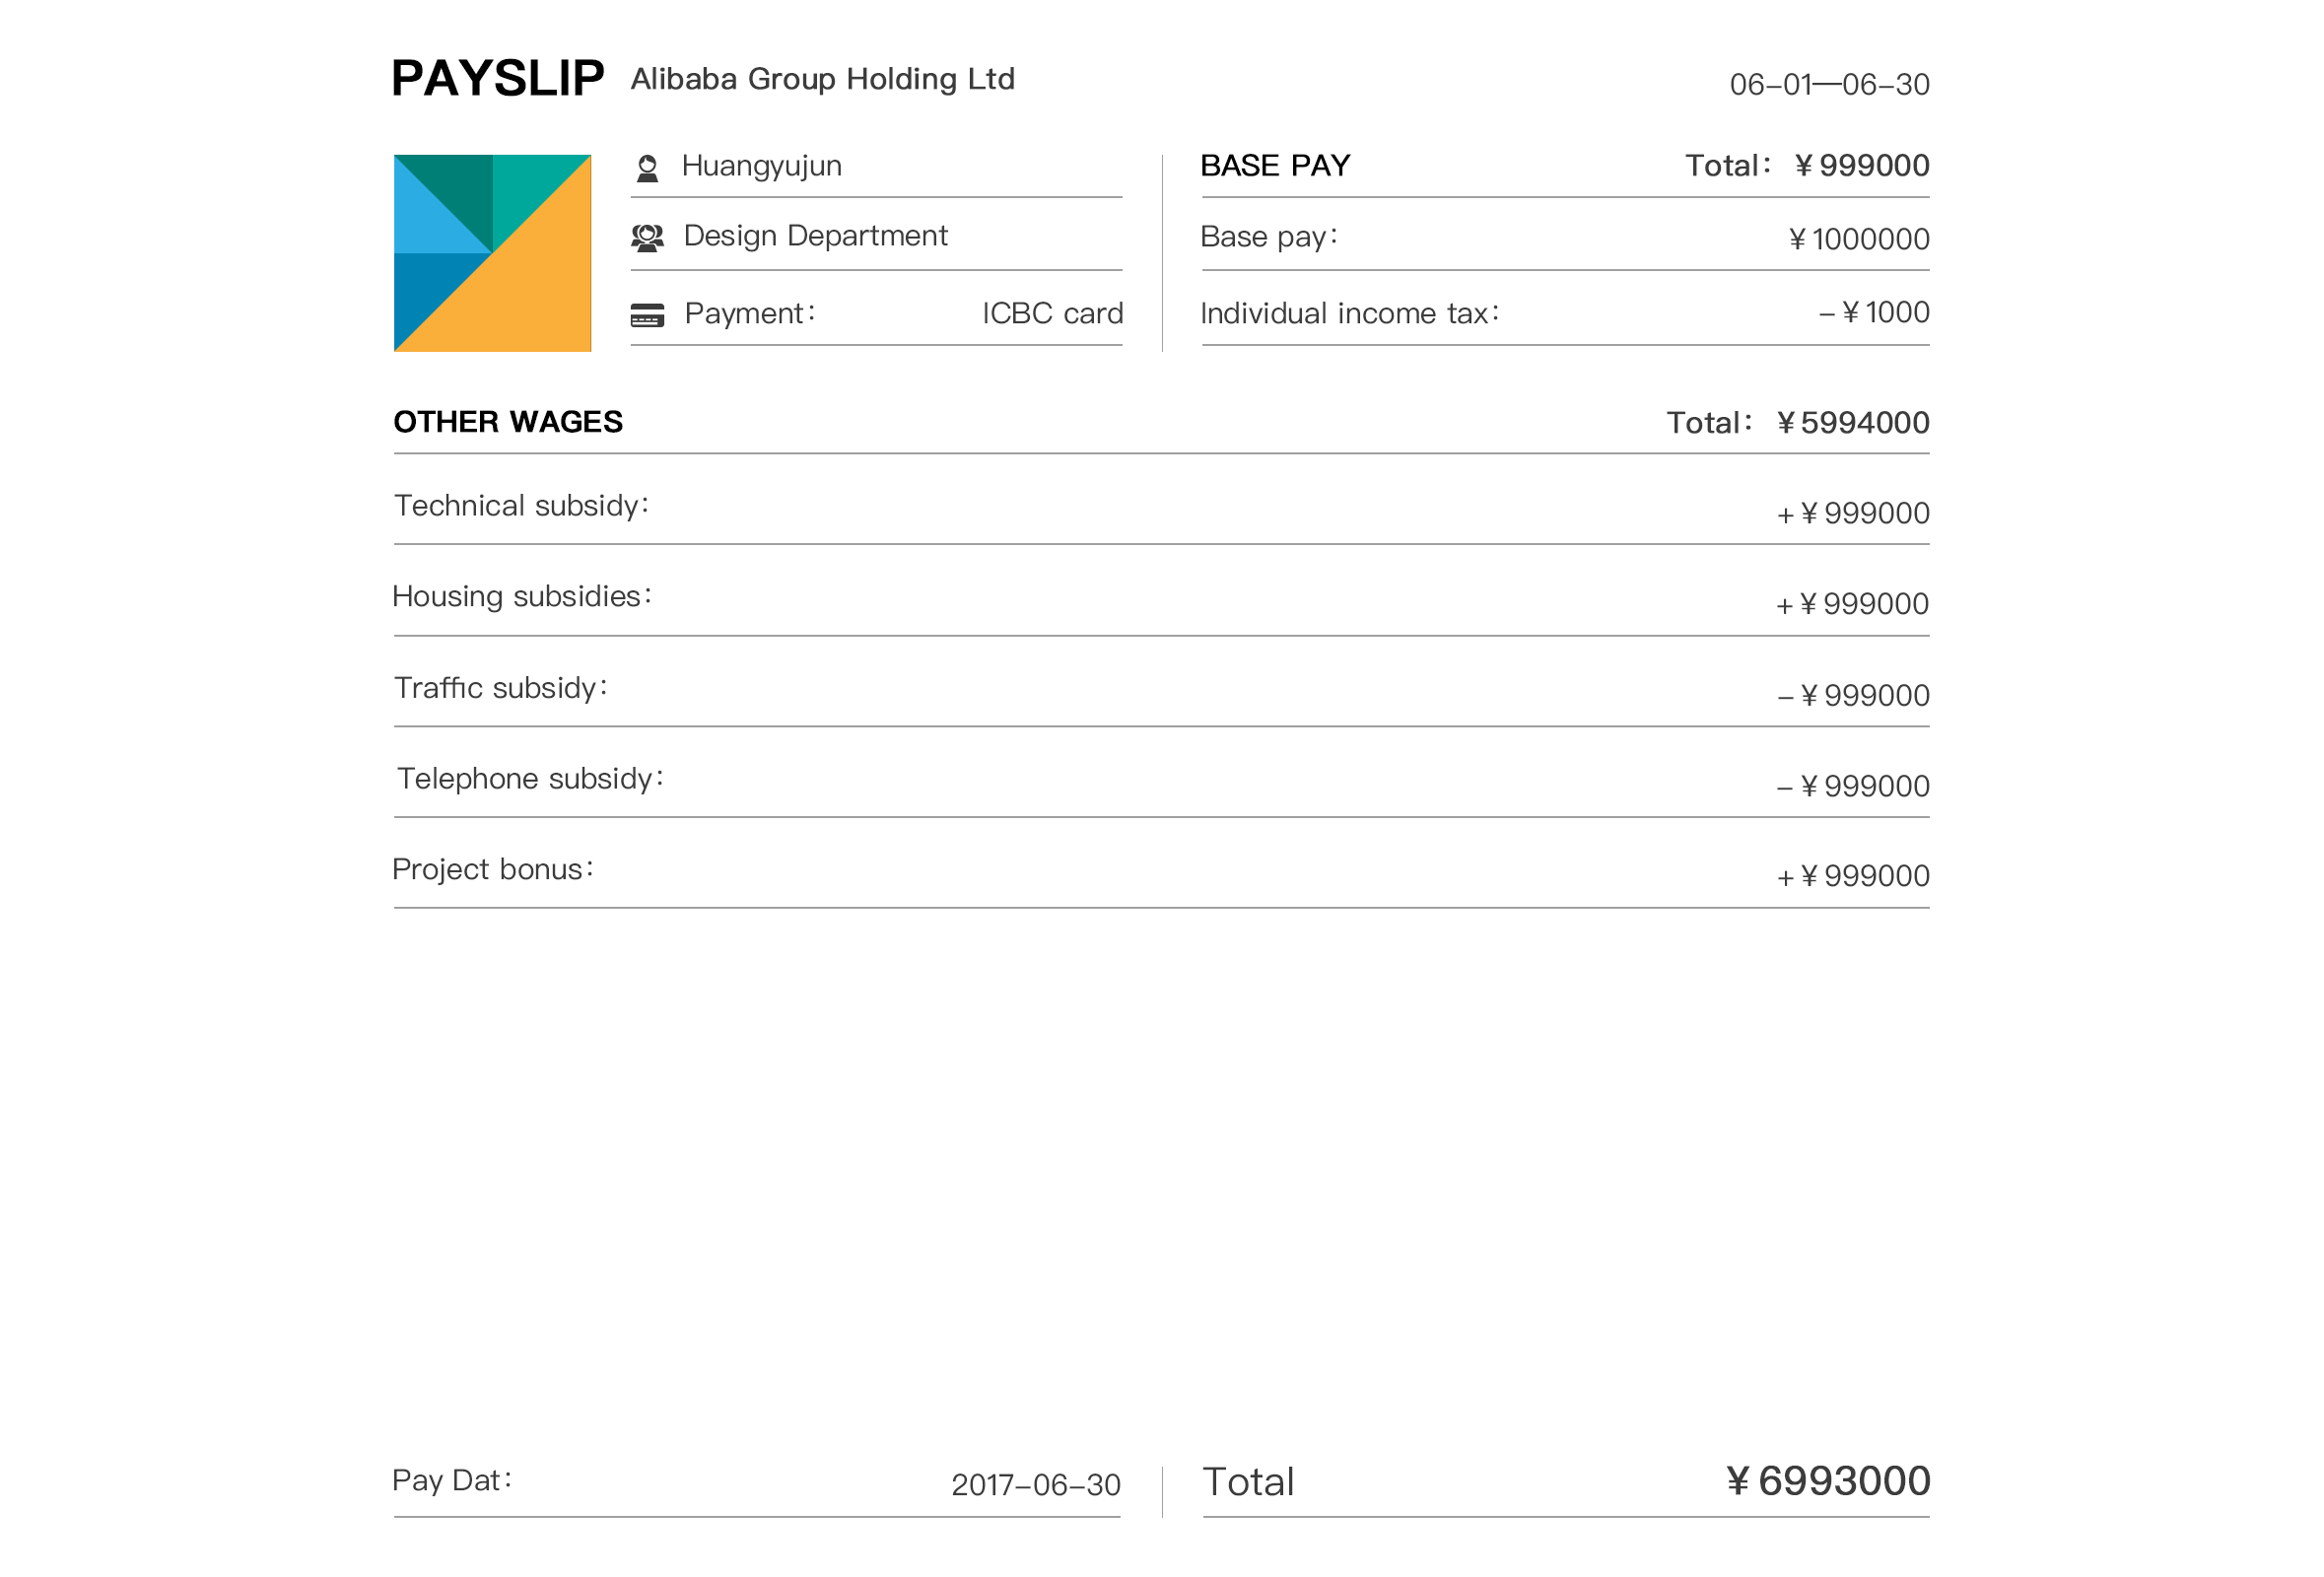 PAYSLIP Alibaba Group Holding Ltd 06-01—06-30
Huangyujun
Design Department
Payment: ICBC card
BASE PAY Total: ¥999000
Base pay: ¥1000000
Individual income tax: -¥1000
OTHER WAGES Total: ¥5994000
Technical subsidy: +¥999000
Housing subsidies: +¥999000
Traffic subsidy: -¥999000
Telephone subsidy: -¥999000
Project bonus: +¥999000
Pay Dat: 2017-06-30
Total ¥6993000